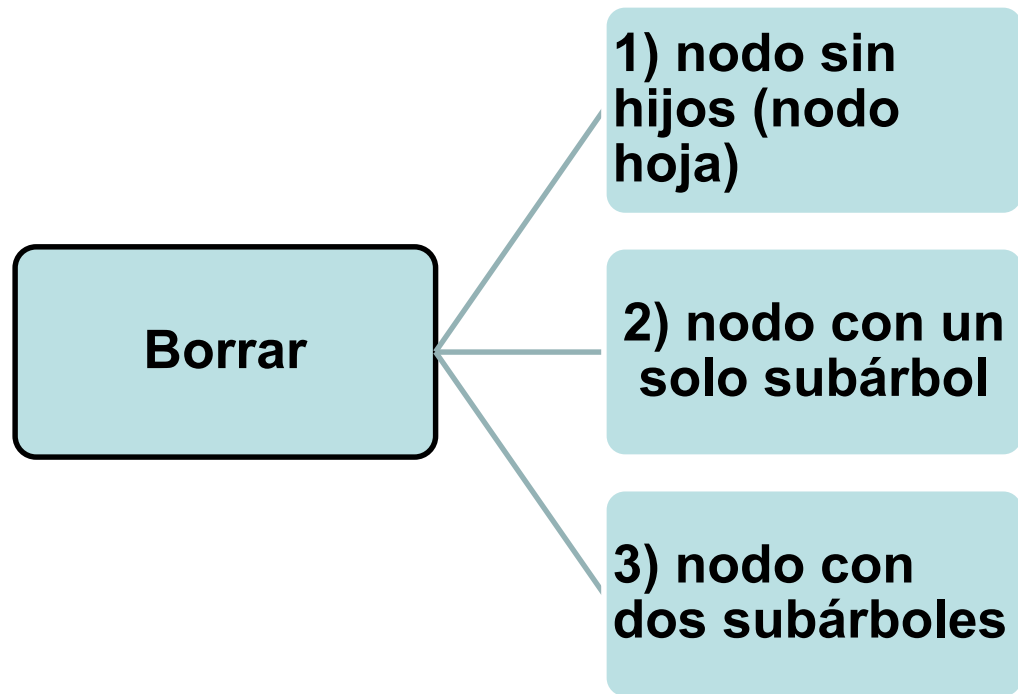 Borrar
1) nodo sin
hijos (nodo
hoja)
2) nodo con un
solo subárbol
3) nodo con
dos subárboles